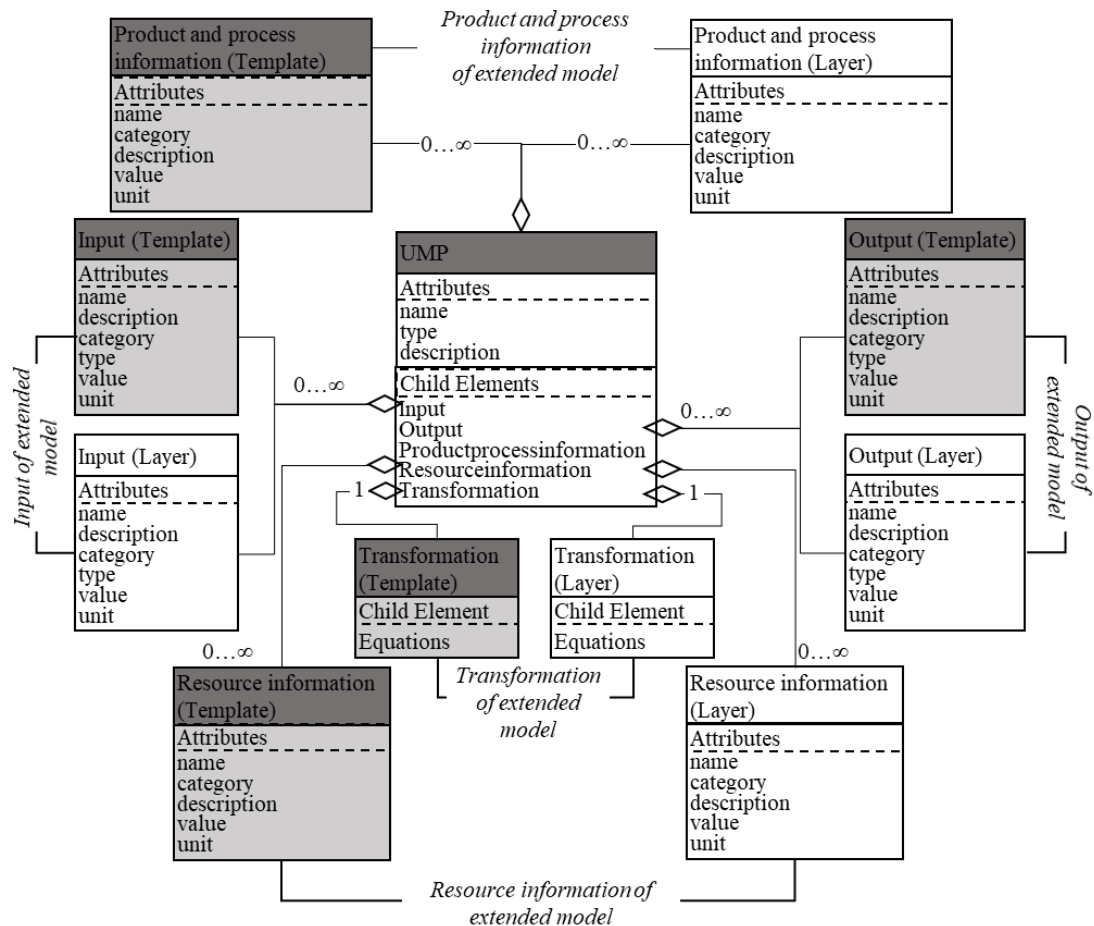 Product and process
information (Template)
Attributes
name
category
description
value
unit
Product and process
information
of extended model
Product and process
information (Layer)
Attributes
name
category
description
value
unit
0…∞
0…∞
Input (Template)
Attributes
name
description
category
type
value
unit
Input of extended
model
Input (Layer)
Attributes
name
description
category
type
value
unit
0…∞
UMP
Attributes
name
type
description
Child Elements
Input
Output
Productprocessinformation
Resourceinformation
Transformation
0…∞
1
1
Output (Template)
Attributes
name
description
category
type
value
unit
Output of
extended model
Output (Layer)
Attributes
name
description
category
type
value
unit
Transformation
(Template)
Child Element
Equations
Transformation
(Layer)
Child Element
Equations
Transformation
of extended
model
0…∞
Resource information
(Template)
Attributes
name
category
description
value
unit
0…∞
Resource information
(Layer)
Attributes
name
category
description
value
unit
Resource information of
extended model